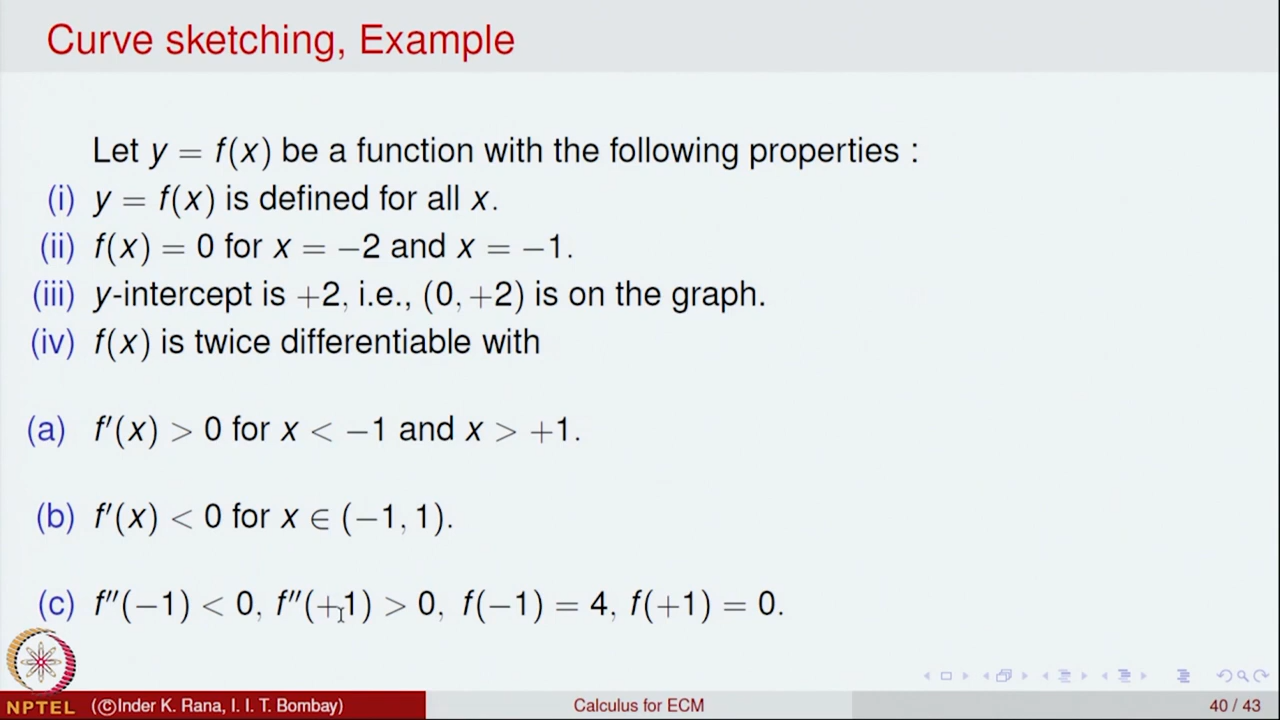 Curve sketching, Example
Let y = f(x) be a function with the following properties :
(i) y = f(x) is defined for all x.
(ii) f(x) = 0 for x = −2 and x = −1.
(iii) y-intercept is +2, i.e., (0, +2) is on the graph.
(iv) f(x) is twice differentiable with
(a) f′(x) > 0 for x < −1 and x > +1.
(b) f′(x) < 0 for x ∈ (−1, 1).
(c) f″(−1) < 0, f″(+1) > 0, f(−1) = 4, f(+1) = 0.
NPTEL (©Inder K. Rana, I. I. T. Bombay) Calculus for ECM 40 / 43